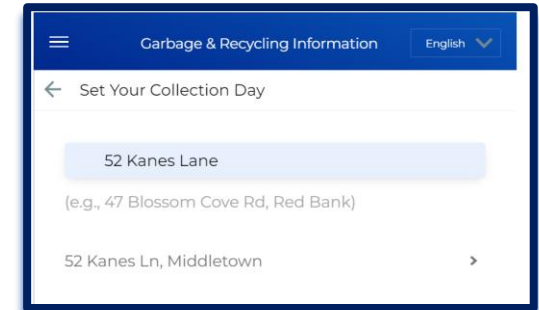 Garbage & Recycling Information English
Set Your Collection Day
52 Kanes Lane
(e.g., 47 Blossom Cove Rd, Red Bank)
52 Kanes Ln, Middletown